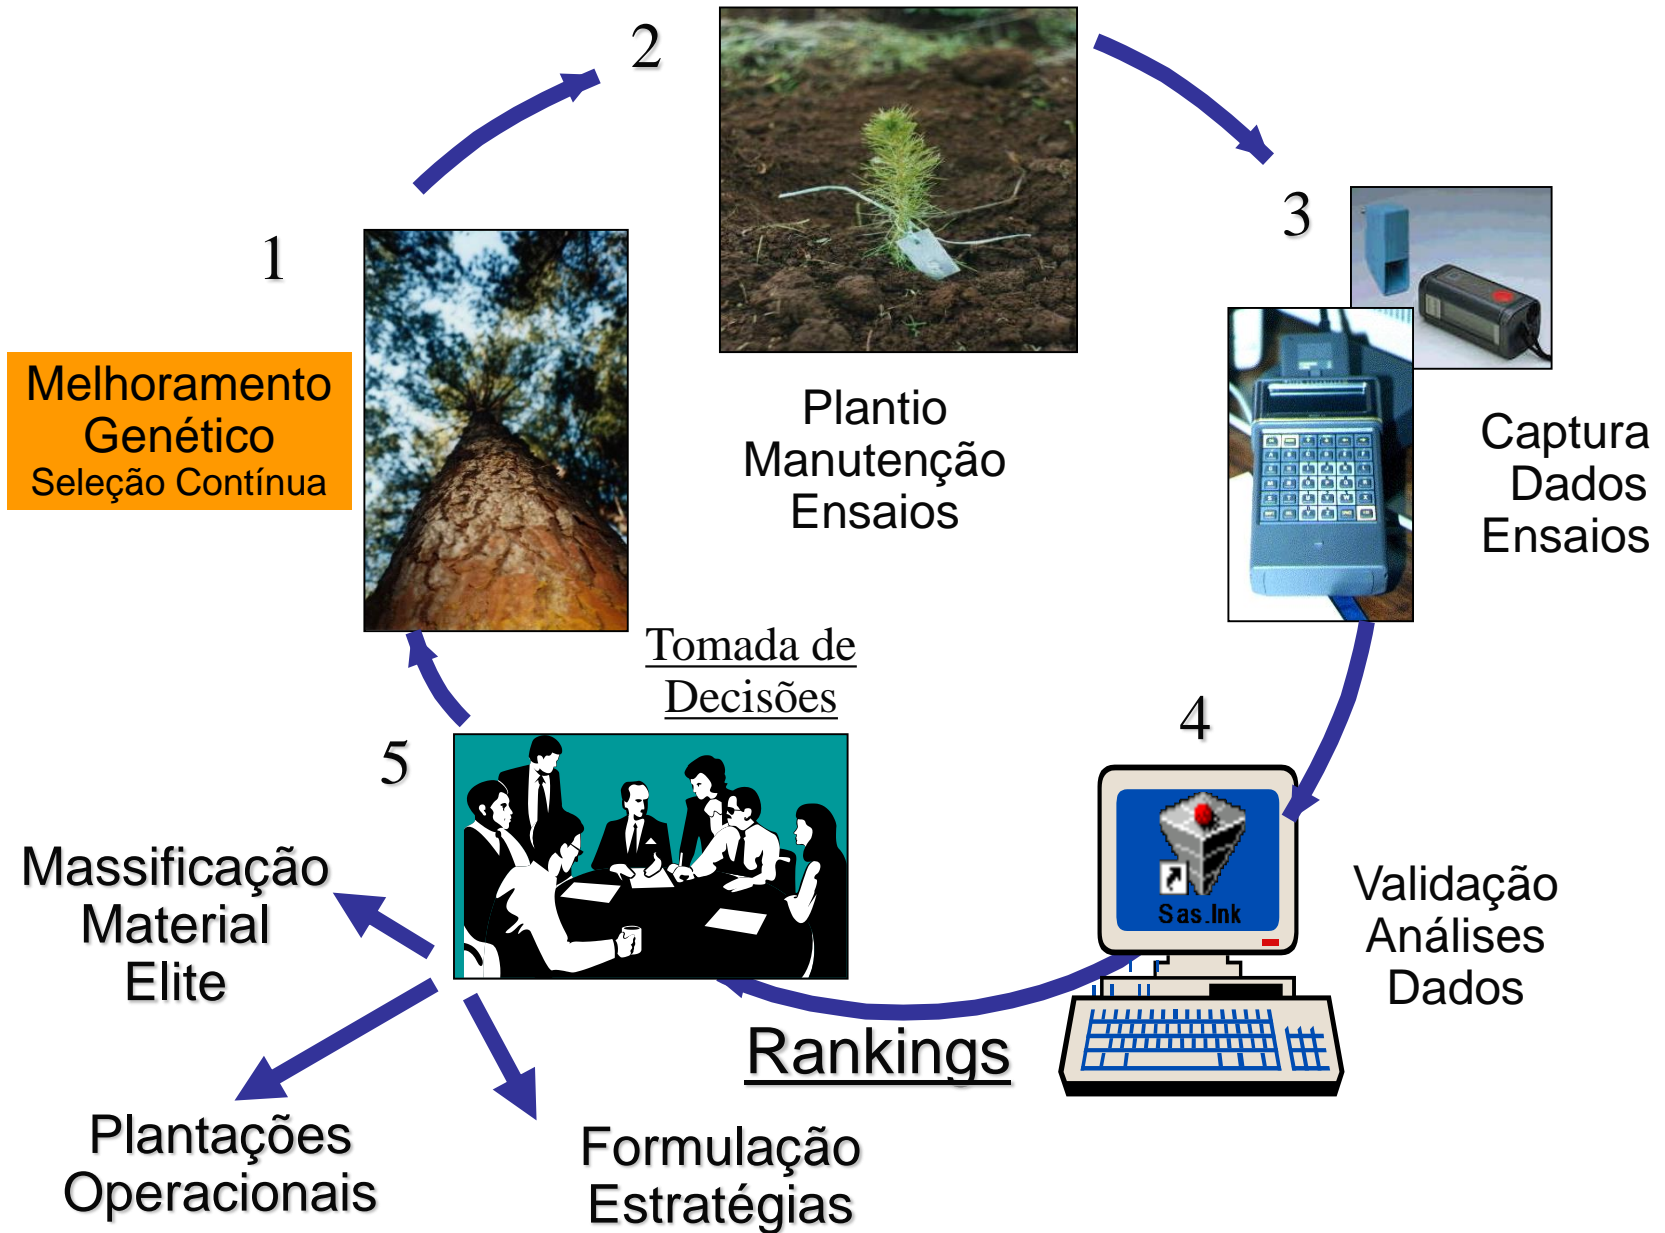 1
Melhoramento
Genético
Seleção Contínua
2
Plantio
Manutenção
Ensaios
3
Captura
Dados
Ensaios
4
Sas.lnk
Validação
Análises
Dados
Rankings
Tomada de
Decisões
5
Massificação
Material
Elite
Plantações
Operacionais
Formulação
Estratégias